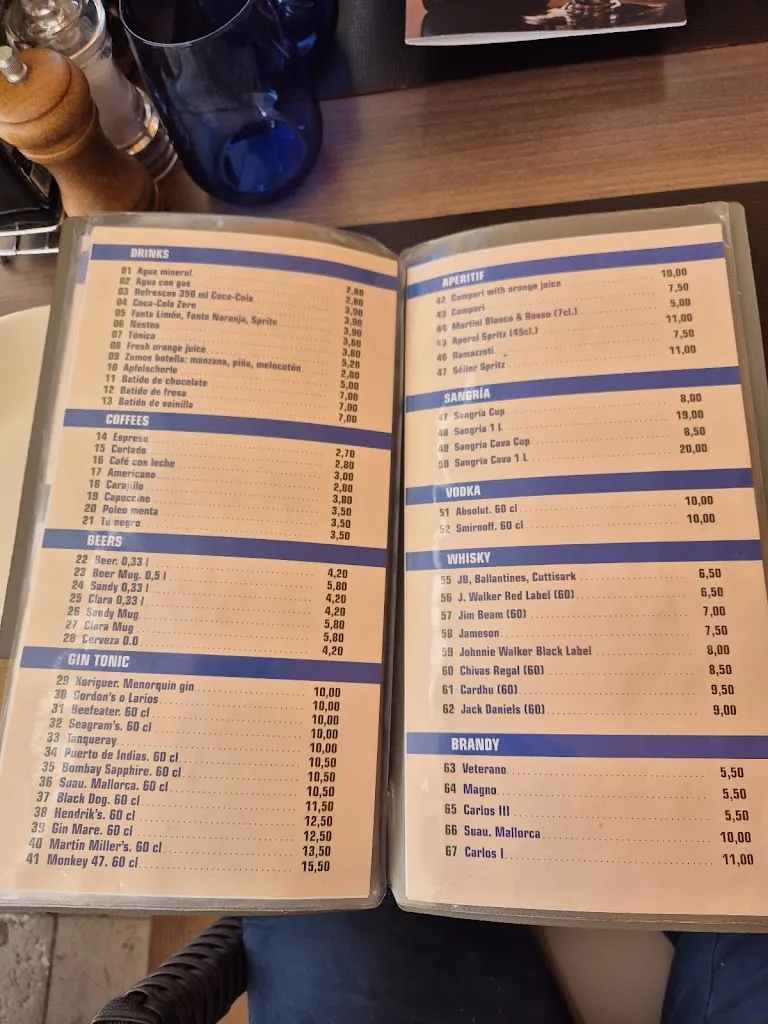 DRINKS
01 Agua mineral 2,80
02 Agua con gas 2,80
03 Refrescos 350 ml Coca-Cola 3,90
04 Coca-Cola Zero 3,90
05 Fanta Limón, Fanta Naranja, Sprite 3,90
06 Nestea 3,60
07 Tónica 3,80
08 Fresh orange juice 5,20
09 Zumos botella: manzana, piña, melocotón 2,80
10 Apfelschorle 5,00
11 Batido de chocolate 7,00
12 Batido de fresa 7,00
13 Batido de vainilla 7,00
COFFEES
14 Espreso 2,70
15 Cortado 2,80
16 Café con leche 3,00
17 Americano 2,80
18 Carajillo 3,80
19 Capuccino 3,50
20 Poleo menta 3,50
21 Té negro 3,50
BEERS
22 Beer. 0,33 l 4,20
23 Beer Mug. 0,5 l 5,80
24 Sandy 0,33 l 4,20
25 Clara 0,33 l 4,20
26 Sandy Mug 5,80
27 Clara Mug 5,80
28 Cerveza 0.0 4,20
GIN TONIC
29 Xoriguer. Menorquin gin 10,00
30 Gordon's o Larios 10,00
31 Beefeater. 60 cl 10,00
32 Seagram's. 60 cl 10,00
33 Tanqueray 10,00
34 Puerto de Indias. 60 cl 10,50
35 Bombay Sapphire. 60 cl 10,50
36 Suau. Mallorca. 60 cl 10,50
37 Black Dog. 60 cl 11,50
38 Hendrik's. 60 cl 12,50
39 Gin Mare. 60 cl 12,50
40 Martin Miller's. 60 cl 13,50
41 Monkey 47. 60 cl 15,50
APERITIF
42 Campari with orange juice 10,00
43 Campari 7,50
44 Martini Blanco & Rosso (7cl.) 5,00
45 Aperol Spritz (45cl.) 11,00
46 Ramazzoti 7,50
47 Sóller Spritz 11,00
SANGRÍA
47 Sangria Cup 8,00
48 Sangria 1 L 19,00
49 Sangria Cava Cup 8,50
50 Sangria Cava 1 L 20,00
VODKA
51 Absolut. 60 cl 10,00
52 Smirnoff. 60 cl 10,00
WHISKY
55 JB, Ballantines, Cuttisark 6,50
56 J. Walker Red Label (60) 6,50
57 Jim Beam (60) 7,00
58 Jameson 7,50
59 Johnnie Walker Black Label 8,00
60 Chivas Regal (60) 8,50
61 Cardhu (60) 9,50
62 Jack Daniels (60) 9,00
BRANDY
63 Veterano 5,50
64 Magno 5,50
65 Carlos III 5,50
66 Suau. Mallorca 10,00
67 Carlos I 11,00